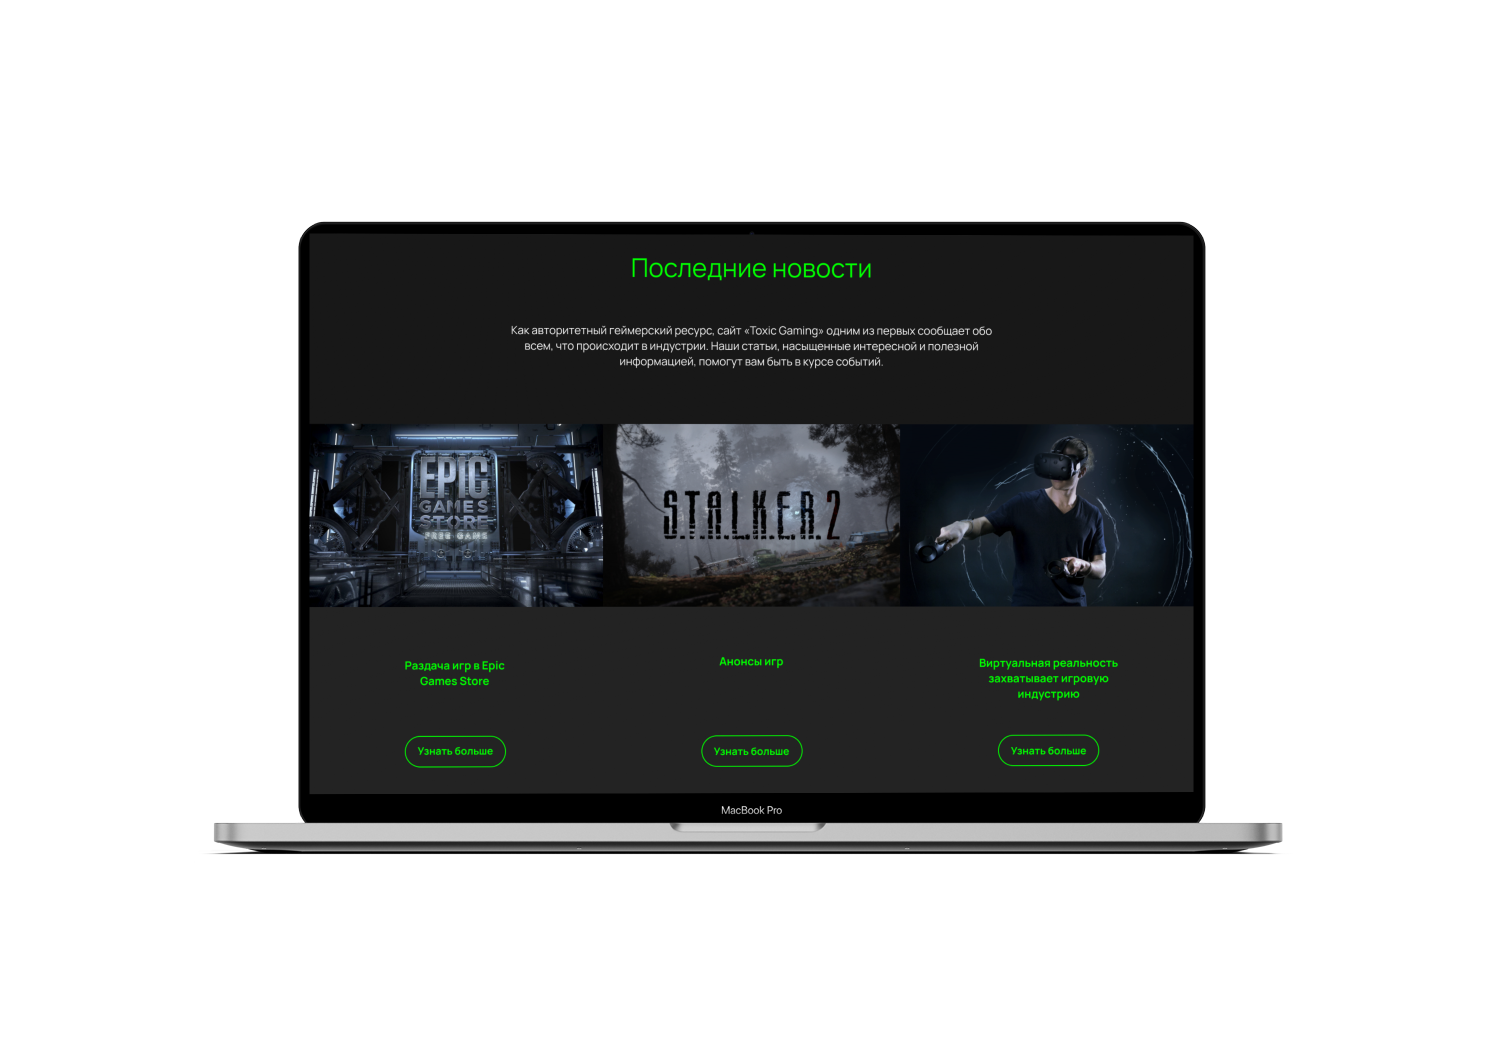 Последние новости
Как авторитетный геймерский ресурс, сайт «Toxic Gaming» одним из первых сообщает обо
всем, что происходит в индустрии. Наши статьи, насыщенные интересной и полезной
информацией, помогут вам быть в курсе событий.
EPIC
GAMES
STORE
FREE GAME
S.T.A.L.K.E.R. 2
Раздача игр в Epic
Games Store
Анонсы игр
Виртуальная реальность
захватывает игровую
индустрию
Узнать больше
Узнать больше
Узнать больше
MacBook Pro